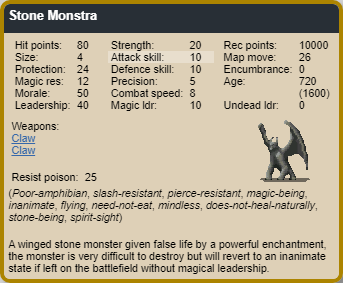 Stone Monstra
Hit points: 80 Strength: 20 Rec points: 10000
Size: 4 Attack skill: 10 Map move: 26
Protection: 24 Defence skill: 10 Encumbrance: 0
Magic res: 12 Precision: 5 Age: 720
Morale: 50 Combat speed: 8 (1600)
Leadership: 40 Magic ldr: 10 Undead ldr: 0
Weapons:
Claw
Claw
Resist poison: 25
(Poor-amphibian, slash-resistant, pierce-resistant, magic-being,
inanimate, flying, need-not-eat, mindless, does-not-heal-naturally,
stone-being, spirit-sight)
A winged stone monster given false life by a powerful enchantment,
the monster is very difficult to destroy but will revert to an inanimate
state if left on the battlefield without magical leadership.